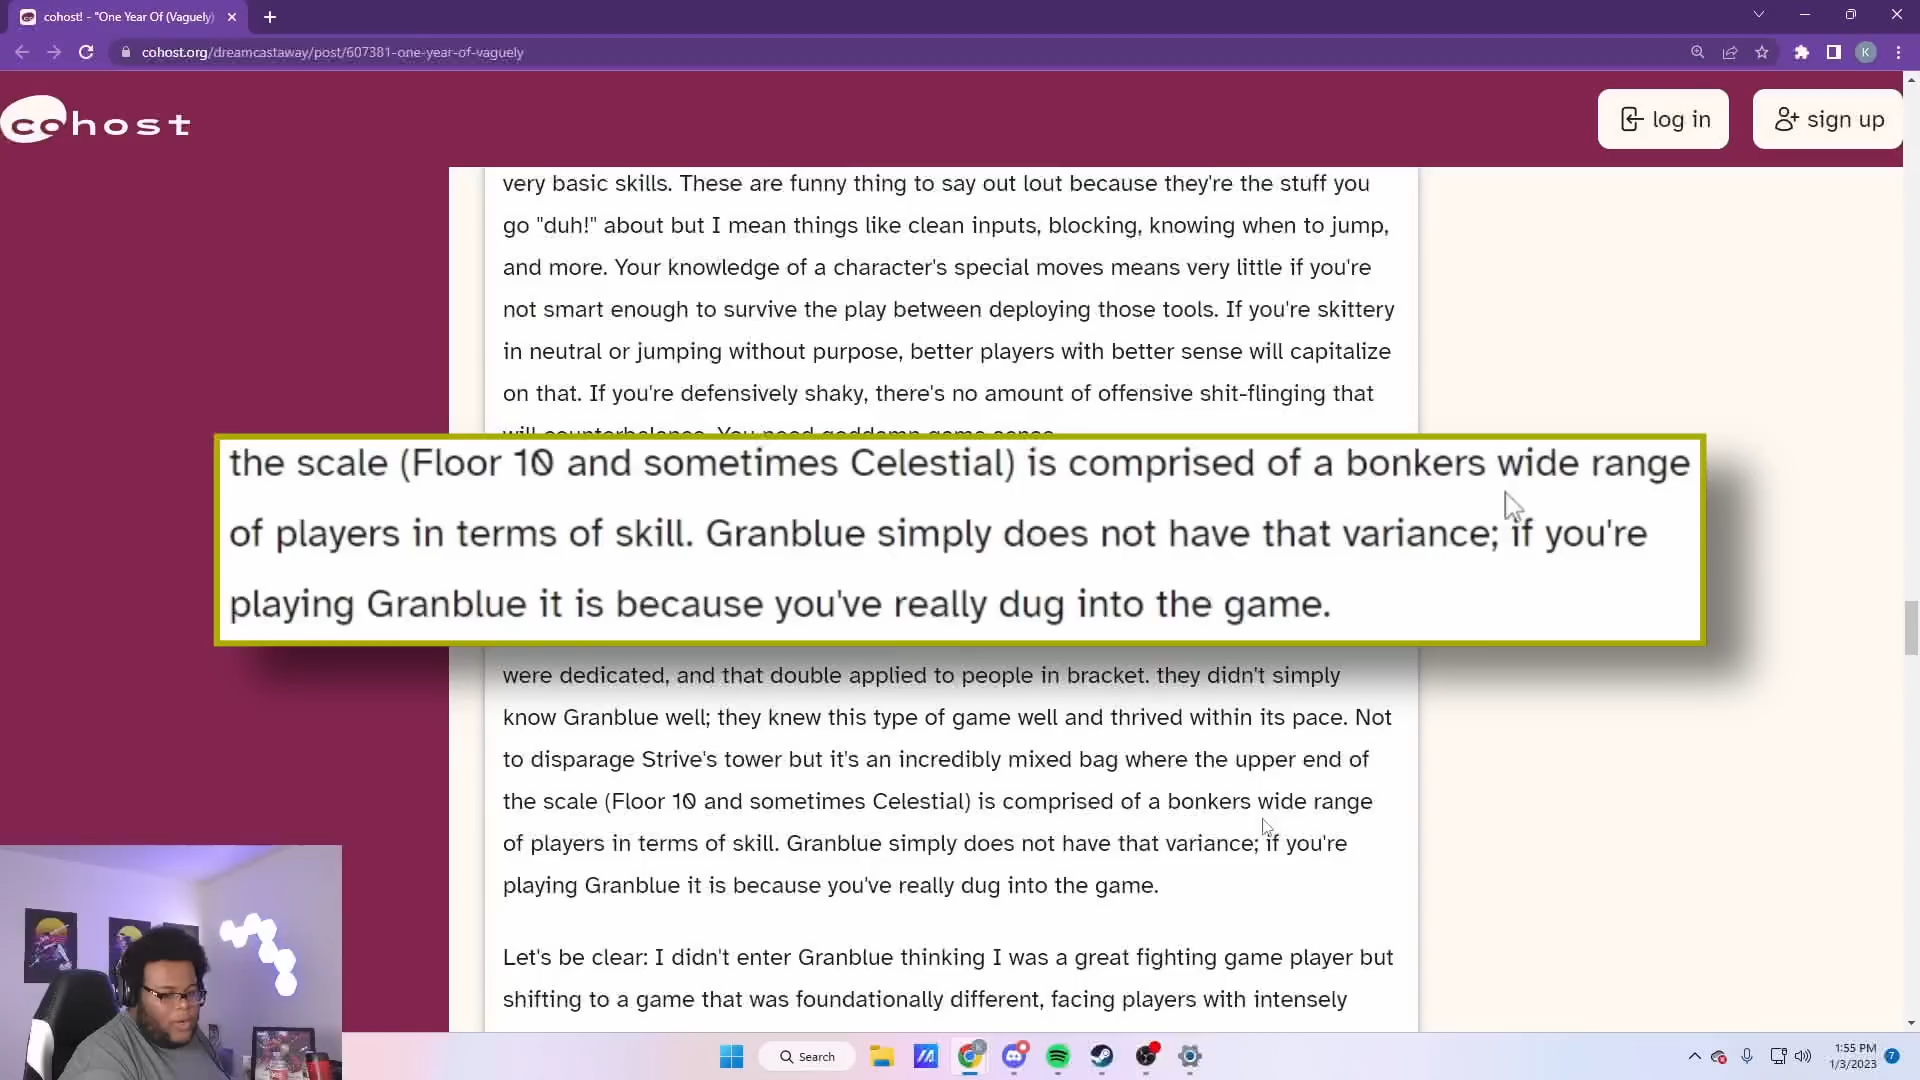 cohost! - "One Year Of (Vaguely)
cohost.org/dreamcastaway/post/607381-one-year-of-vaguely
K
cohost
log in
sign up
very basic skills. These are funny thing to say out lout because they're the stuff you
go "duh!" about but I mean things like clean inputs, blocking, knowing when to jump,
and more. Your knowledge of a character's special moves means very little if you're
not smart enough to survive the play between deploying those tools. If you're skittery
in neutral or jumping without purpose, better players with better sense will capitalize
on that. If you're defensively shaky, there's no amount of offensive shit-flinging that
will counterbalance. You need goddamn game sense.
the scale (Floor 10 and sometimes Celestial) is comprised of a bonkers wide range
of players in terms of skill. Granblue simply does not have that variance; if you're
playing Granblue it is because you've really dug into the game.
were dedicated, and that double applied to people in bracket. they didn't simply
know Granblue well; they knew this type of game well and thrived within its pace. Not
to disparage Strive's tower but it's an incredibly mixed bag where the upper end of
the scale (Floor 10 and sometimes Celestial) is comprised of a bonkers wide range
of players in terms of skill. Granblue simply does not have that variance; if you're
playing Granblue it is because you've really dug into the game.
Let's be clear: I didn't enter Granblue thinking I was a great fighting game player but
shifting to a game that was foundationally different, facing players with intensely
Search
1:55 PM
1/3/2023
7